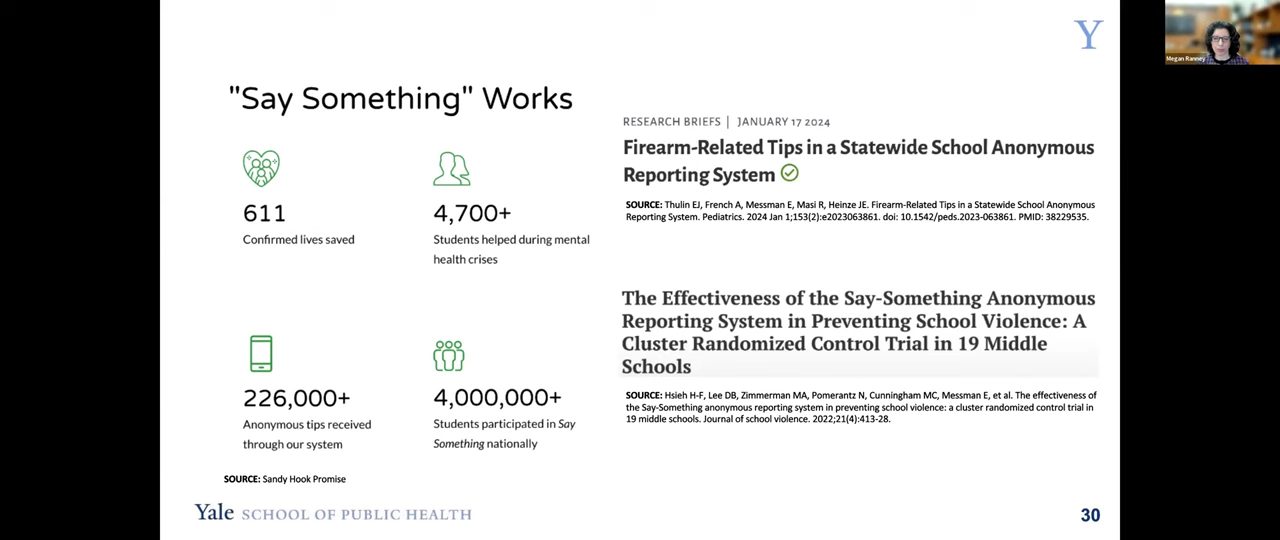 Y
Megan Ranney
"Say Something" Works
611
Confirmed lives saved
4,700+
Students helped during mental
health crises
226,000+
Anonymous tips received
through our system
4,000,000+
Students participated in Say
Something nationally
SOURCE: Sandy Hook Promise
RESEARCH BRIEFS | JANUARY 17 2024
Firearm-Related Tips in a Statewide School Anonymous
Reporting System
SOURCE: Thulin EJ, French A, Messman E, Masi R, Heinze JE. Firearm-Related Tips in a Statewide School Anonymous
Reporting System. Pediatrics. 2024 Jan 1;153(2):e2023063861. doi: 10.1542/peds.2023-063861. PMID: 38229535.
The Effectiveness of the Say-Something Anonymous
Reporting System in Preventing School Violence: A
Cluster Randomized Control Trial in 19 Middle
Schools
SOURCE: Hsieh H-F, Lee DB, Zimmerman MA, Pomerantz N, Cunningham MC, Messman E, et al. The effectiveness of
the Say-Something anonymous reporting system in preventing school violence: a cluster randomized control trial in
19 middle schools. Journal of school violence. 2022;21(4):413-28.
Yale SCHOOL OF PUBLIC HEALTH
30